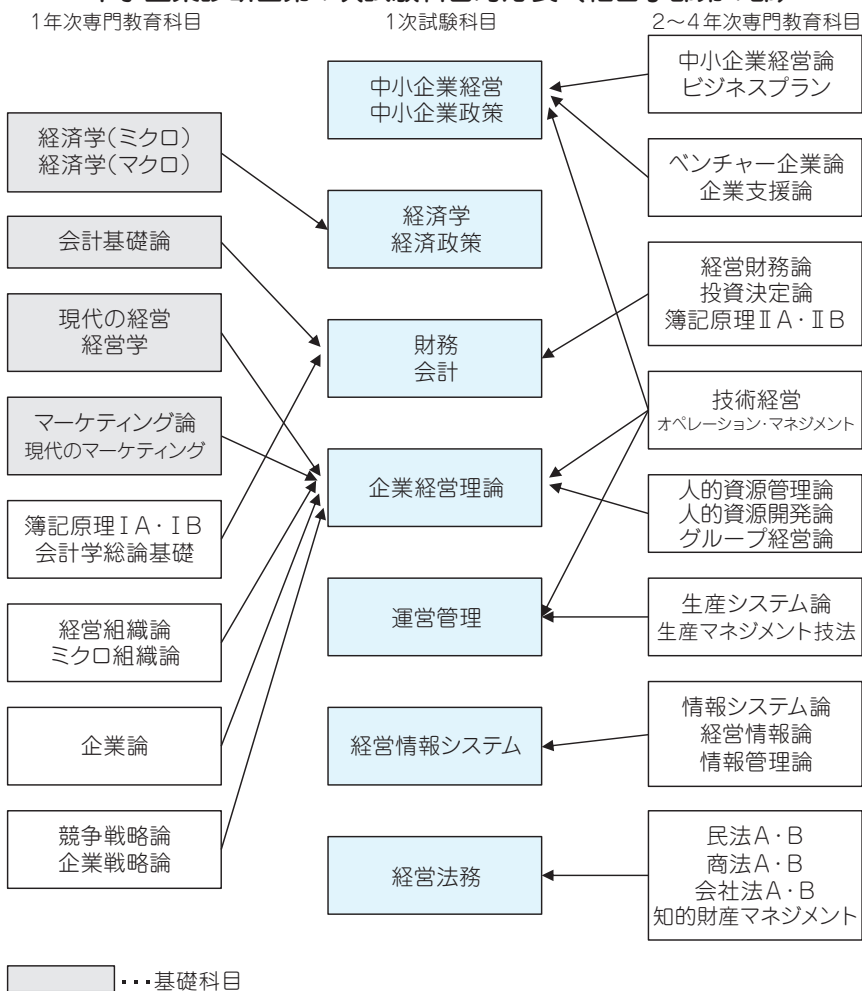 1年次専門教育科目
1次試験科目
2〜4年次専門教育科目
経済学(ミクロ)
経済学(マクロ)
会計基礎論
現代の経営
経営学
マーケティング論
現代のマーケティング
簿記原理ⅠA・ⅠB
会計学総論基礎
経営組織論
ミクロ組織論
企業論
競争戦略論
企業戦略論
中小企業経営
中小企業政策
経済学
経済政策
財務
会計
企業経営理論
運営管理
経営情報システム
経営法務
中小企業経営論
ビジネスプラン
ベンチャー企業論
企業支援論
経営財務論
投資決定論
簿記原理ⅡA・ⅡB
技術経営
オペレーション・マネジメント
人的資源管理論
人的資源開発論
グループ経営論
生産システム論
生産マネジメント技法
情報システム論
経営情報論
情報管理論
民法A・B
商法A・B
会社法A・B
知的財産マネジメント
・・・基礎科目